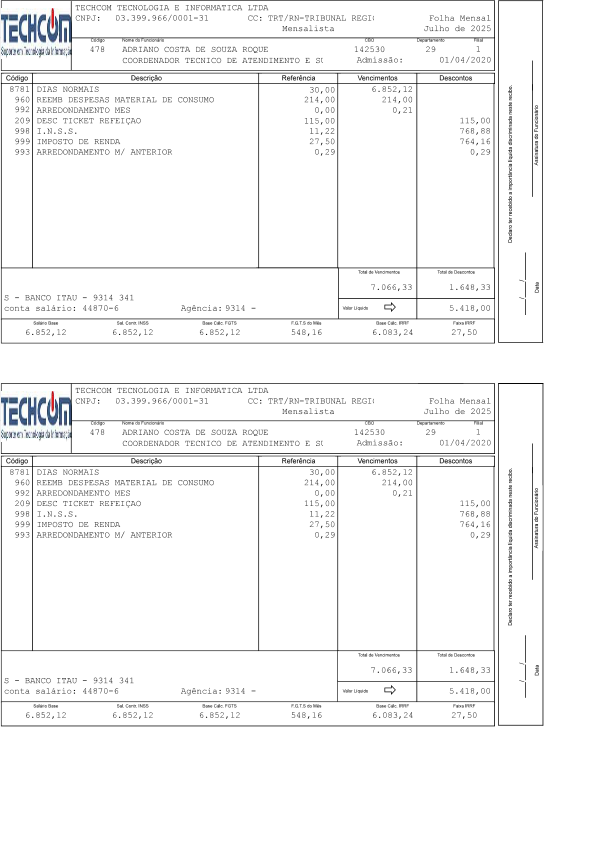 TECHCOM TECNOLOGIA E INFORMATICA LTDA
CNPJ: 03.399.966/0001-31 CC: TRT/RN-TRIBUNAL REGI Folha Mensal
Mensalista Julho de 2025
TECHCOM
Suporte em Tecnologia da Informação
Código Nome do Funcionário CBO Departamento Filial
478 ADRIANO COSTA DE SOUZA ROQUE 142530 29 1
COORDENADOR TECNICO DE ATENDIMENTO E SU Admissão: 01/04/2020
Código Descrição Referência Vencimentos Descontos
8781 DIAS NORMAIS 30,00 6.852,12
960 REEMB DESPESAS MATERIAL DE CONSUMO 214,00 214,00
992 ARREDONDAMENTO MES 0,00 0,21
209 DESC TICKET REFEIÇAO 115,00 115,00
998 I.N.S.S. 11,22 768,88
999 IMPOSTO DE RENDA 27,50 764,16
993 ARREDONDAMENTO M/ ANTERIOR 0,29 0,29
Total de Vencimentos Total de Descontos
7.066,33 1.648,33
S - BANCO ITAU - 9314 341
conta salário: 44870-6 Agência: 9314 - Valor Líquido 5.418,00
Salário Base Sal. Contr. INSS Base Cálc. FGTS F.G.T.S do Mês Base Cálc. IRRF Faixa IRRF
6.852,12 6.852,12 6.852,12 548,16 6.083,24 27,50
Declaro ter recebido a importância líquida discriminada neste recibo.
Assinatura do Funcionário
___/___/___
Data
TECHCOM TECNOLOGIA E INFORMATICA LTDA
CNPJ: 03.399.966/0001-31 CC: TRT/RN-TRIBUNAL REGI Folha Mensal
Mensalista Julho de 2025
TECHCOM
Suporte em Tecnologia da Informação
Código Nome do Funcionário CBO Departamento Filial
478 ADRIANO COSTA DE SOUZA ROQUE 142530 29 1
COORDENADOR TECNICO DE ATENDIMENTO E SU Admissão: 01/04/2020
Código Descrição Referência Vencimentos Descontos
8781 DIAS NORMAIS 30,00 6.852,12
960 REEMB DESPESAS MATERIAL DE CONSUMO 214,00 214,00
992 ARREDONDAMENTO MES 0,00 0,21
209 DESC TICKET REFEIÇAO 115,00 115,00
998 I.N.S.S. 11,22 768,88
999 IMPOSTO DE RENDA 27,50 764,16
993 ARREDONDAMENTO M/ ANTERIOR 0,29 0,29
Total de Vencimentos Total de Descontos
7.066,33 1.648,33
S - BANCO ITAU - 9314 341
conta salário: 44870-6 Agência: 9314 - Valor Líquido 5.418,00
Salário Base Sal. Contr. INSS Base Cálc. FGTS F.G.T.S do Mês Base Cálc. IRRF Faixa IRRF
6.852,12 6.852,12 6.852,12 548,16 6.083,24 27,50
Declaro ter recebido a importância líquida discriminada neste recibo.
Assinatura do Funcionário
___/___/___
Data